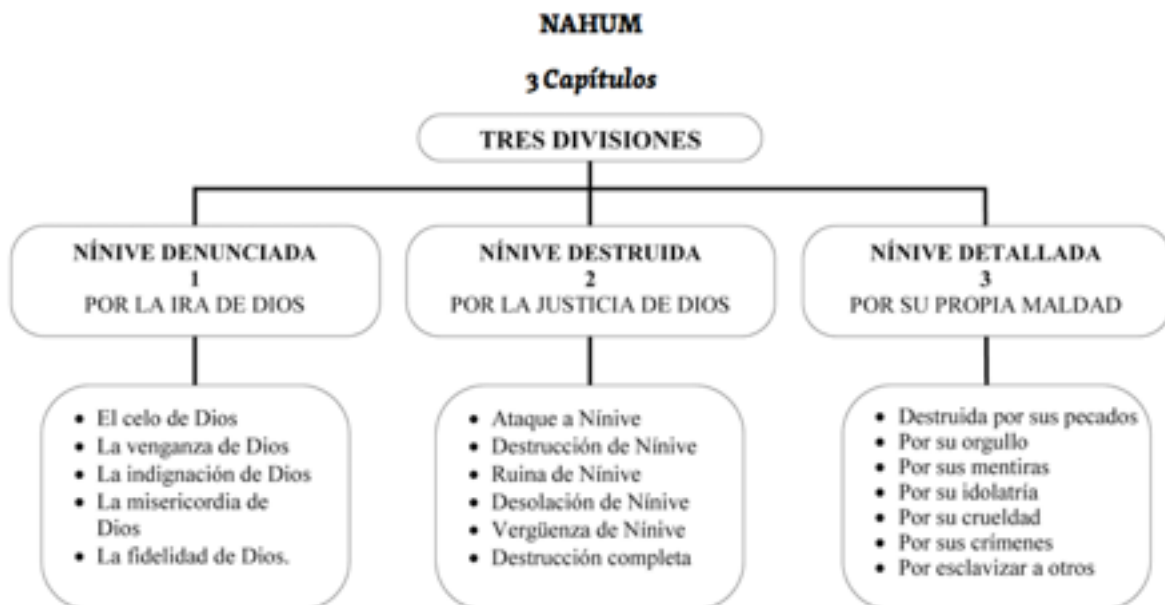 NAHUM
3 Capítulos
TRES DIVISIONES
NÍNIVE DENUNCIADA
1
POR LA IRA DE DIOS
NÍNIVE DESTRUIDA
2
POR LA JUSTICIA DE DIOS
NÍNIVE DETALLADA
3
POR SU PROPIA MALDAD
• El celo de Dios
• La venganza de Dios
• La indignación de Dios
• La misericordia de
Dios
• La fidelidad de Dios.
• Ataque a Nínive
• Destrucción de Nínive
• Ruina de Nínive
• Desolación de Nínive
• Vergüenza de Nínive
• Destrucción completa
• Destruida por sus pecados
• Por su orgullo
• Por sus mentiras
• Por su idolatría
• Por su crueldad
• Por sus crímenes
• Por esclavizar a otros